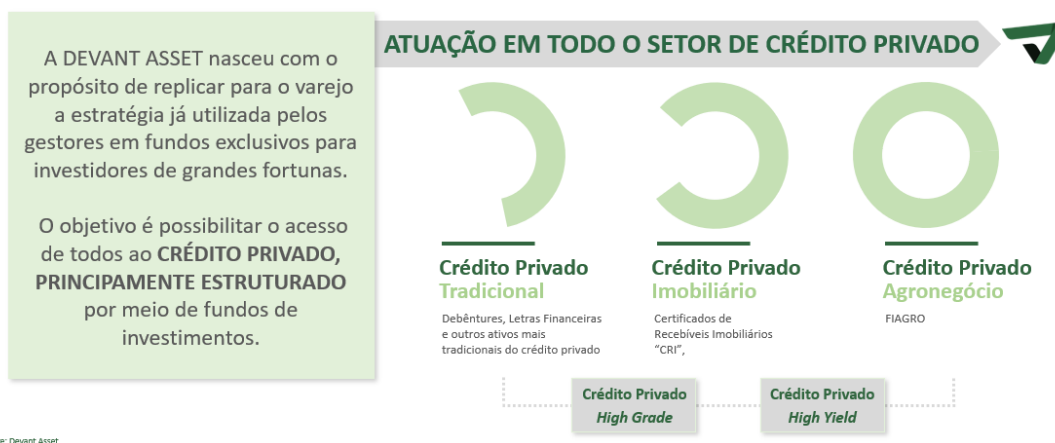 A DEVANT ASSET nasceu com o
propósito de replicar para o varejo
a estratégia já utilizada pelos
gestores em fundos exclusivos para
investidores de grandes fortunas.
O objetivo é possibilitar o acesso
de todos ao CRÉDITO PRIVADO,
PRINCIPAMENTE ESTRUTURADO
por meio de fundos de
investimentos.
ATUAÇÃO EM TODO O SETOR DE CRÉDITO PRIVADO
Crédito Privado
Tradicional
Debêntures, Letras Financeiras
e outros ativos mais
tradicionais do crédito privado
Crédito Privado
Imobiliário
Certificados de
Recebíveis Imobiliários
“CRI”,
Crédito Privado
Agronegócio
FIAGRO
Crédito Privado
High Grade
Crédito Privado
High Yield
e: Devant Asset